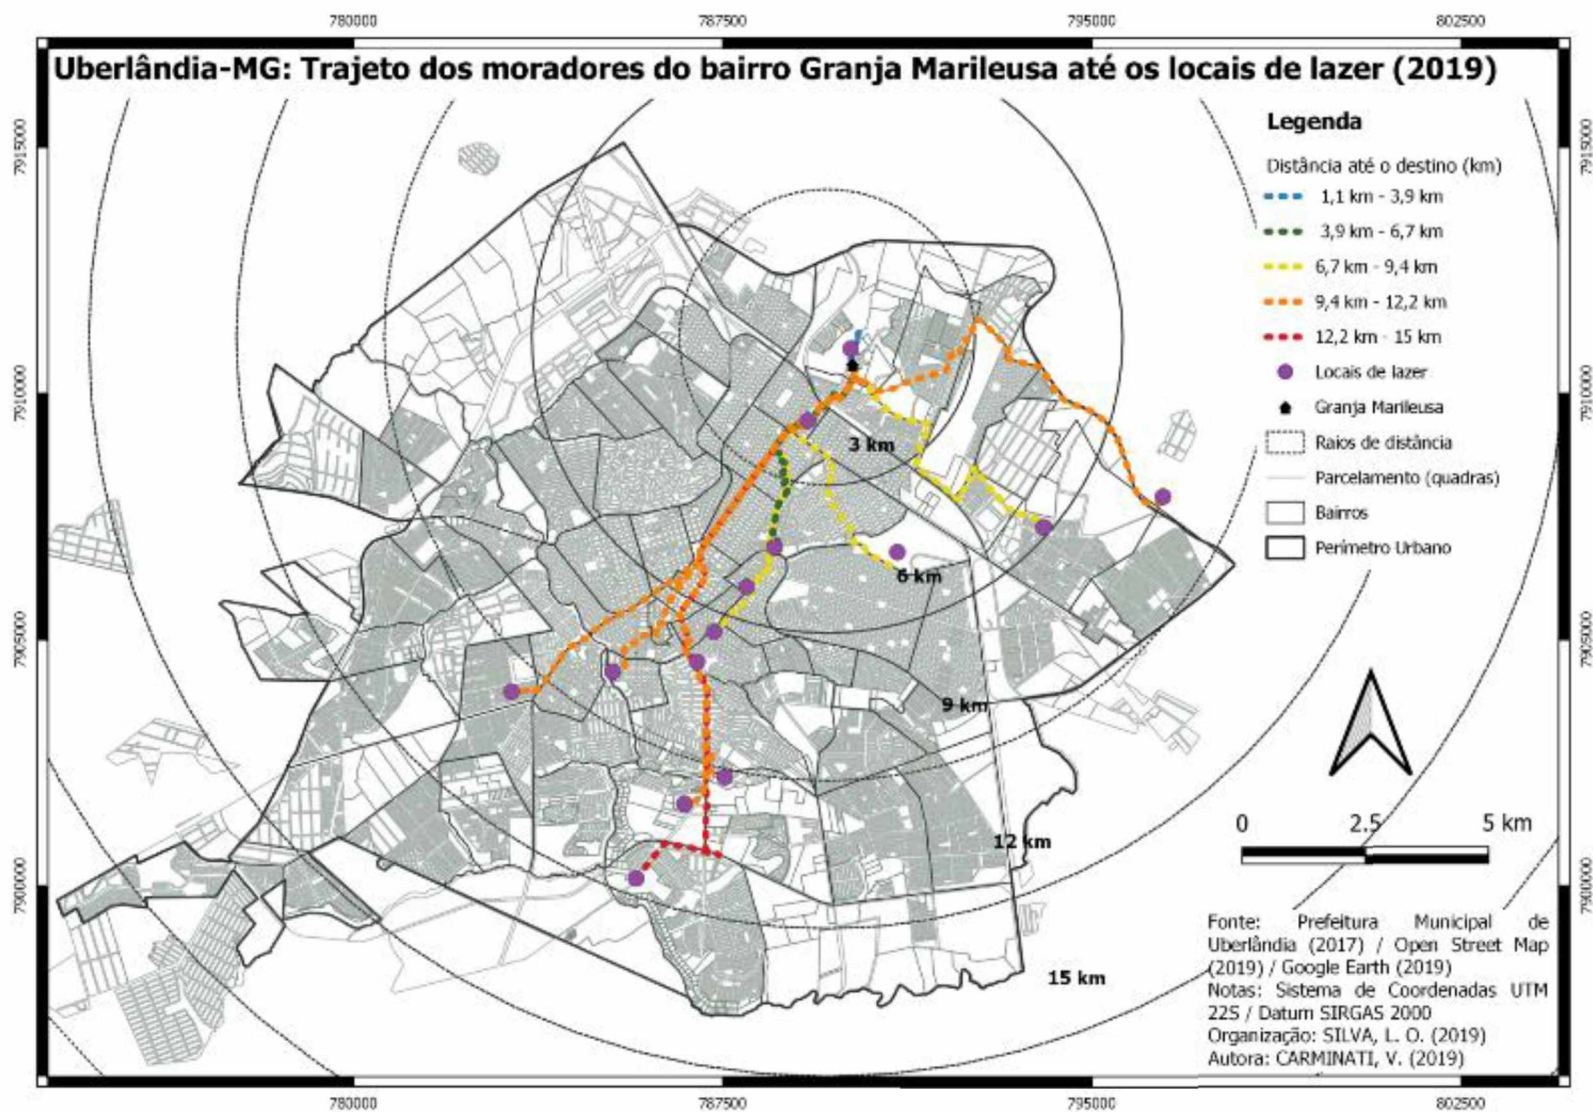 780000
787500
795000
802500
Uberlândia-MG: Trajeto dos moradores do bairro Granja Marileusa até os locais de lazer (2019)
7915000
7915000
Legenda
Distância até o destino (km)
1,1 km - 3,9 km
3,9 km - 6,7 km
6,7 km - 9,4 km
9,4 km - 12,2 km
12,2 km - 15 km
Locais de lazer
Granja Marileusa
Raios de distância
Parcelamento (quadras)
Bairros
Perímetro Urbano
7910000
7910000
3 km
6 km
7905000
7905000
9 km
12 km
15 km
0 2.5 5 km
7900000
7900000
Fonte: Prefeitura Municipal de
Uberlândia (2017) / Open Street Map
(2019) / Google Earth (2019)
Notas: Sistema de Coordenadas UTM
22S / Datum SIRGAS 2000
Organização: SILVA, L. O. (2019)
Autora: CARMINATI, V. (2019)
780000
787500
795000
802500